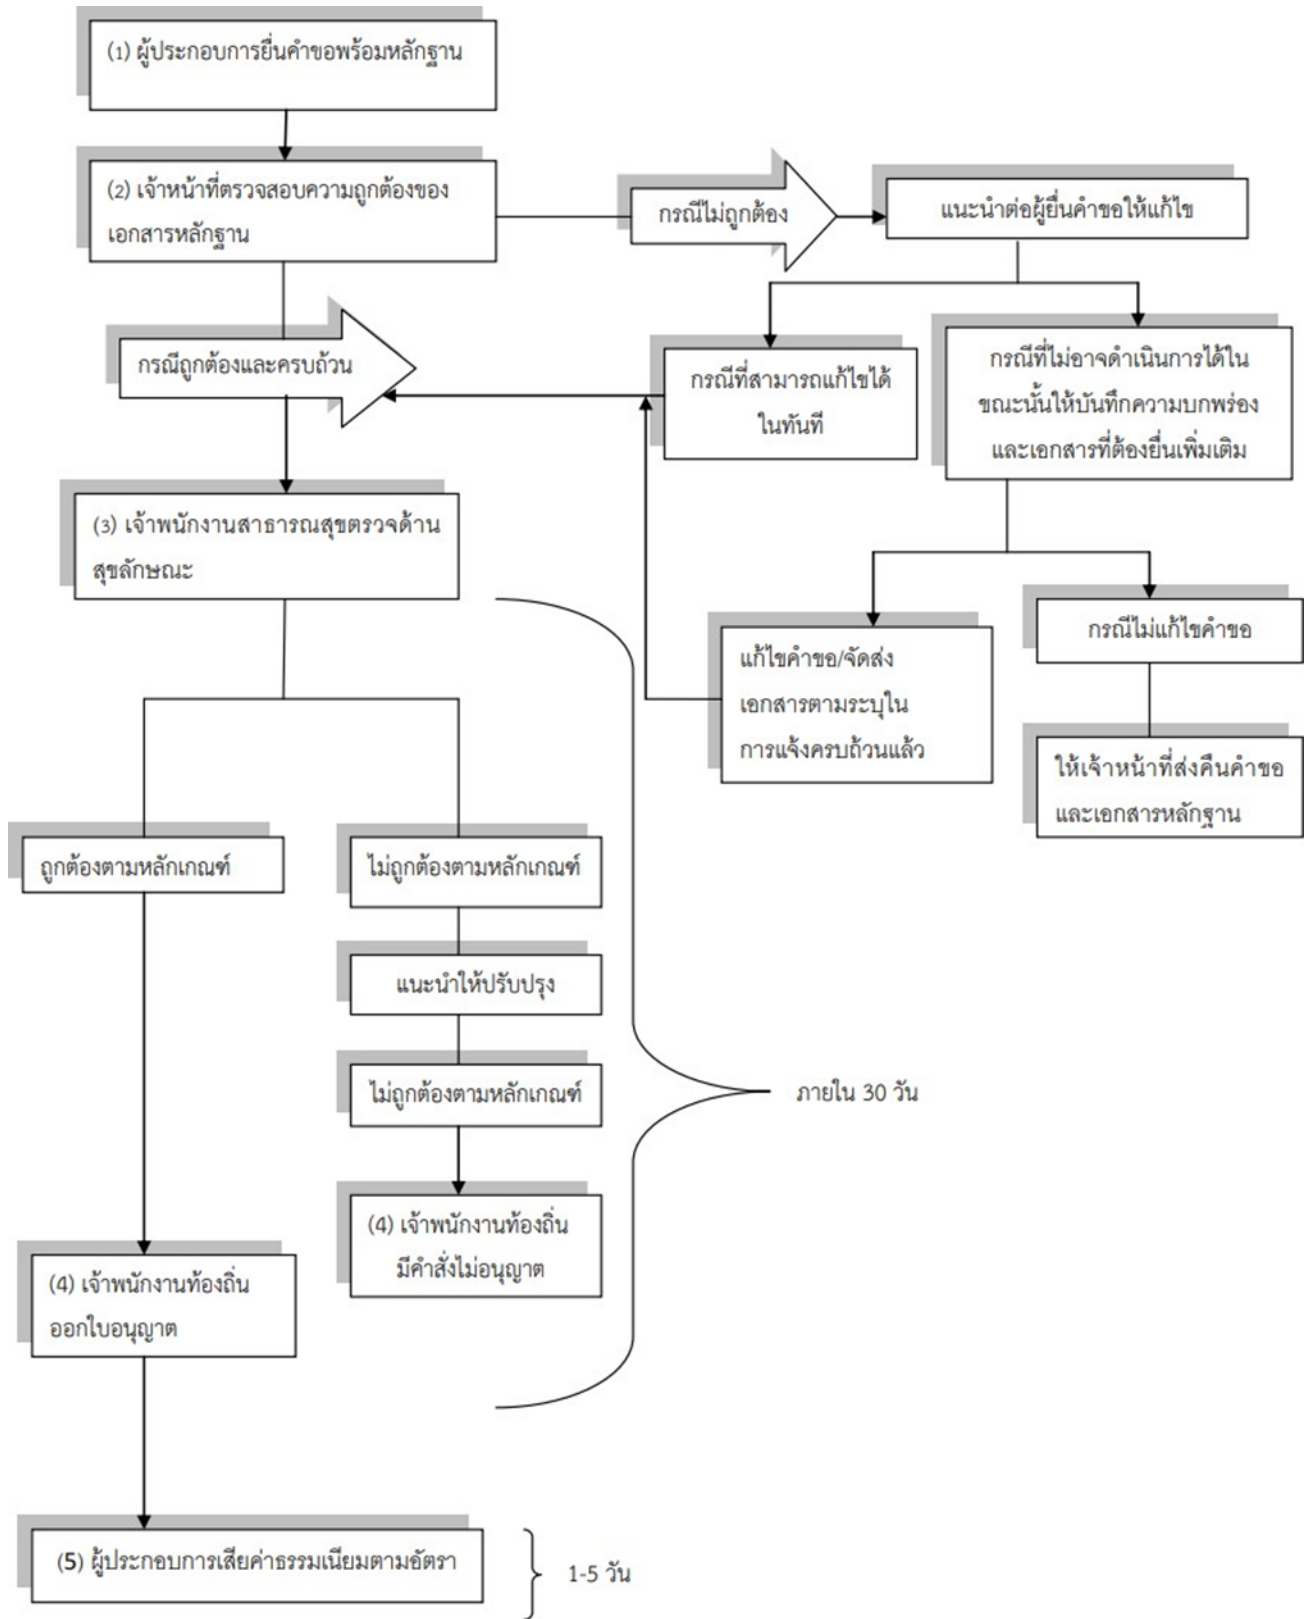 (1) ผู้ประกอบการยื่นคำขอพร้อมหลักฐาน
(2) เจ้าหน้าที่ตรวจสอบความถูกต้องของ
เอกสารหลักฐาน
กรณีไม่ถูกต้อง
แนะนำต่อผู้ยื่นคำขอให้แก้ไข
กรณีถูกต้องและครบถ้วน
กรณีที่สามารถแก้ไขได้
ในทันที
กรณีที่ไม่อาจดำเนินการได้ใน
ขณะนั้นให้บันทึกความบกพร่อง
และเอกสารที่ต้องยื่นเพิ่มเติม
(3) เจ้าพนักงานสาธารณสุขตรวจด้าน
สุขลักษณะ
แก้ไขคำขอ/จัดส่ง
เอกสารตามระบุใน
การแจ้งครบถ้วนแล้ว
กรณีไม่แก้ไขคำขอ
ให้เจ้าหน้าที่ส่งคืนคำขอ
และเอกสารหลักฐาน
ถูกต้องตามหลักเกณฑ์
ไม่ถูกต้องตามหลักเกณฑ์
แนะนำให้ปรับปรุง
ไม่ถูกต้องตามหลักเกณฑ์
ภายใน 30 วัน
(4) เจ้าพนักงานท้องถิ่น
มีคำสั่งไม่อนุญาต
(4) เจ้าพนักงานท้องถิ่น
ออกใบอนุญาต
(5) ผู้ประกอบการเสียค่าธรรมเนียมตามอัตรา
1-5 วัน